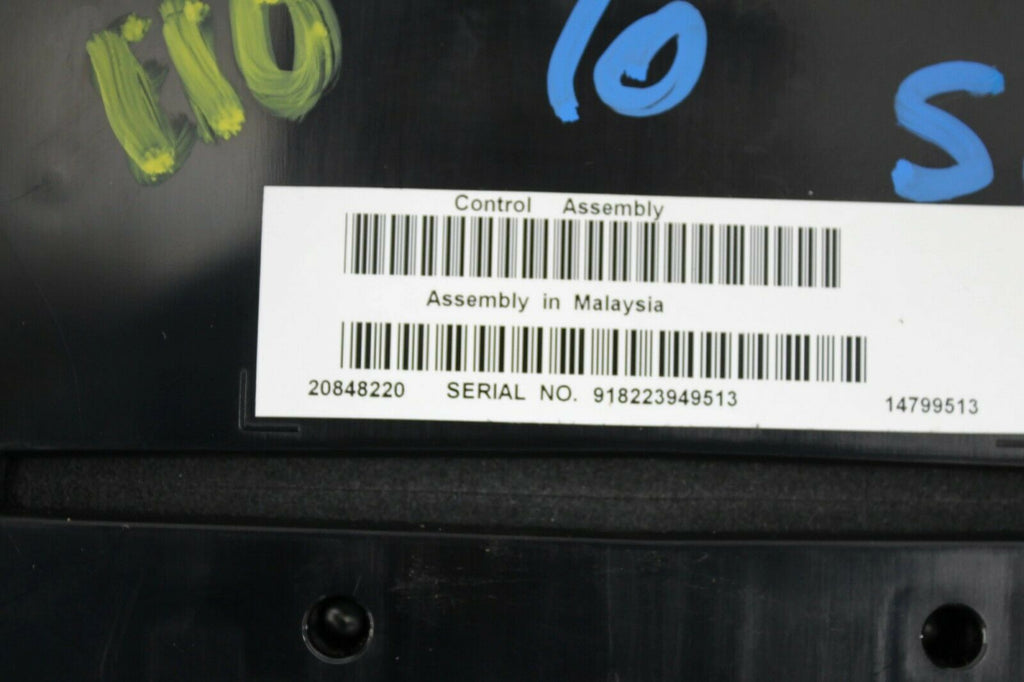 110 10 S
Control Assembly
Assembly in Malaysia
20848220 SERIAL NO. 918223949513 14799513